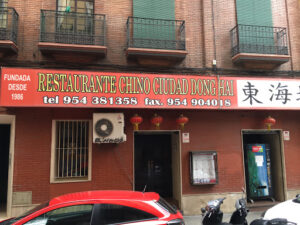 FUNDADA
DESDE
1986
RESTAURANTE CHINO CIUDAD DONG HAI
tel 954 381358 fax. 954 904018
東海